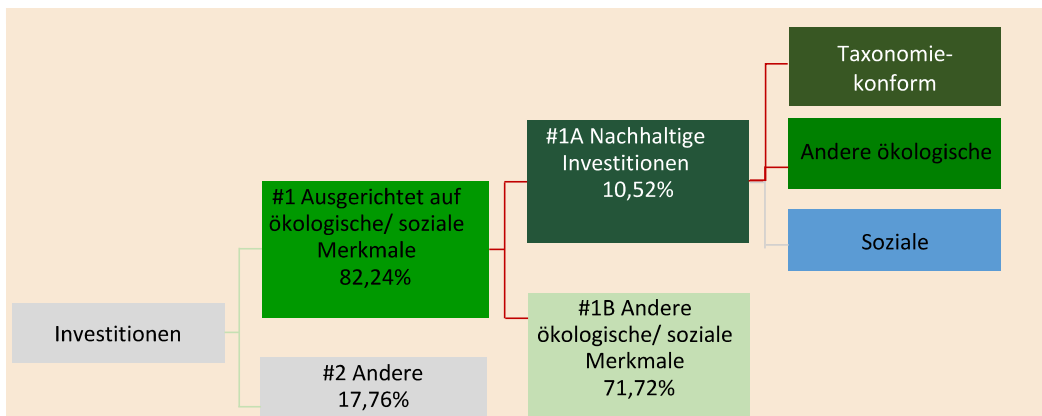 Investitionen
#1 Ausgerichtet auf
ökologische/ soziale
Merkmale
82,24%
#2 Andere
17,76%
#1A Nachhaltige
Investitionen
10,52%
#1B Andere
ökologische/ soziale
Merkmale
71,72%
Taxonomie-
konform
Andere ökologische
Soziale